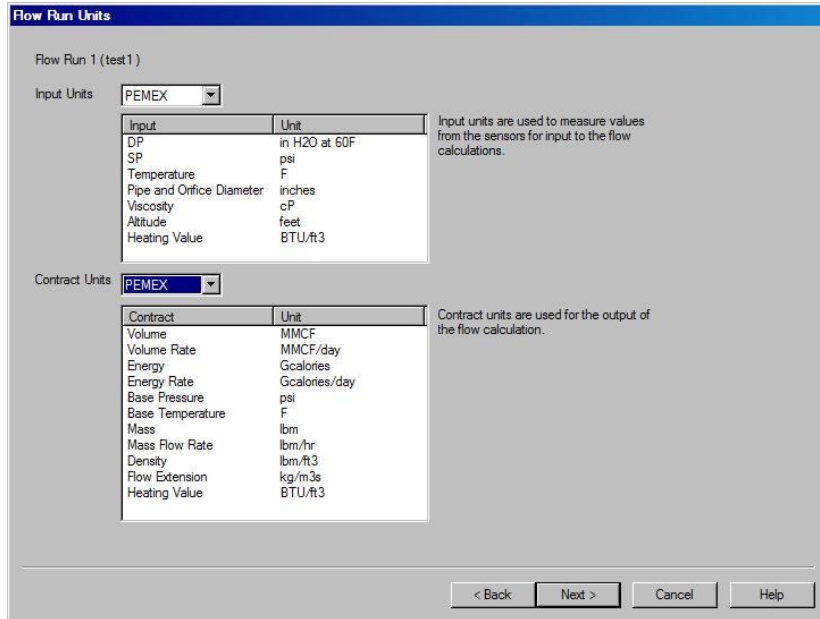 Flow Run Units
Flow Run 1 (test1 )
Input Units PEMEX
Input Unit
DP in H2O at 60F
SP psi
Temperature F
Pipe and Orifice Diameter inches
Viscosity cP
Altitude feet
Heating Value BTU/ft3
Input units are used to measure values
from the sensors for input to the flow
calculations.
Contract Units PEMEX
Contract Unit
Volume MMCF
Volume Rate MMCF/day
Energy Gcalories
Energy Rate Gcalories/day
Base Pressure psi
Base Temperature F
Mass lbm
Mass Flow Rate lbm/hr
Density lbm/ft3
Flow Extension kg/m3s
Heating Value BTU/ft3
Contract units are used for the output of
the flow calculation.
< Back Next > Cancel Help